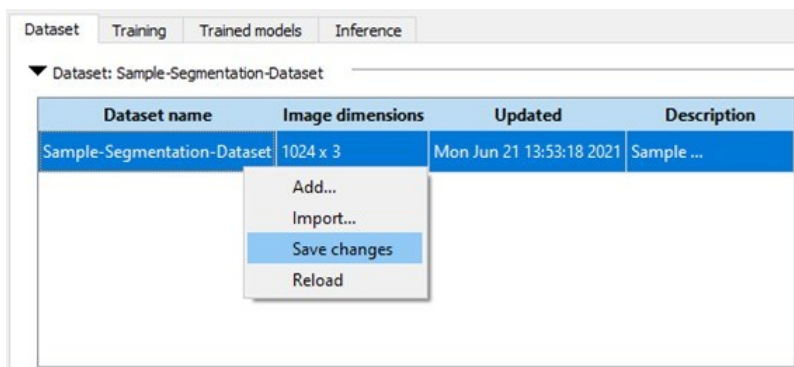 Dataset Training Trained models Inference
Dataset: Sample-Segmentation-Dataset
Dataset name Image dimensions Updated Description
Sample-Segmentation-Dataset 1024 x 3 Mon Jun 21 13:53:18 2021 Sample ...
Add...
Import...
Save changes
Reload